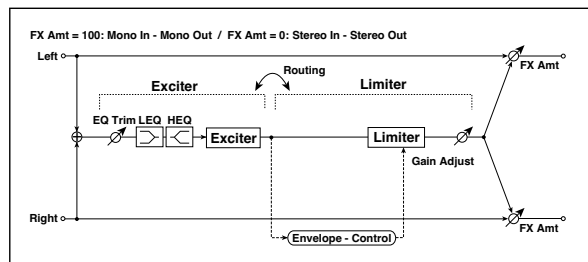 FX Amt = 100: Mono In - Mono Out / FX Amt = 0: Stereo In - Stereo Out
Left
FX Amt
Routing
Exciter
Limiter
EQ Trim LEQ HEQ
Exciter
Limiter
Gain Adjust
Right
FX Amt
Envelope - Control